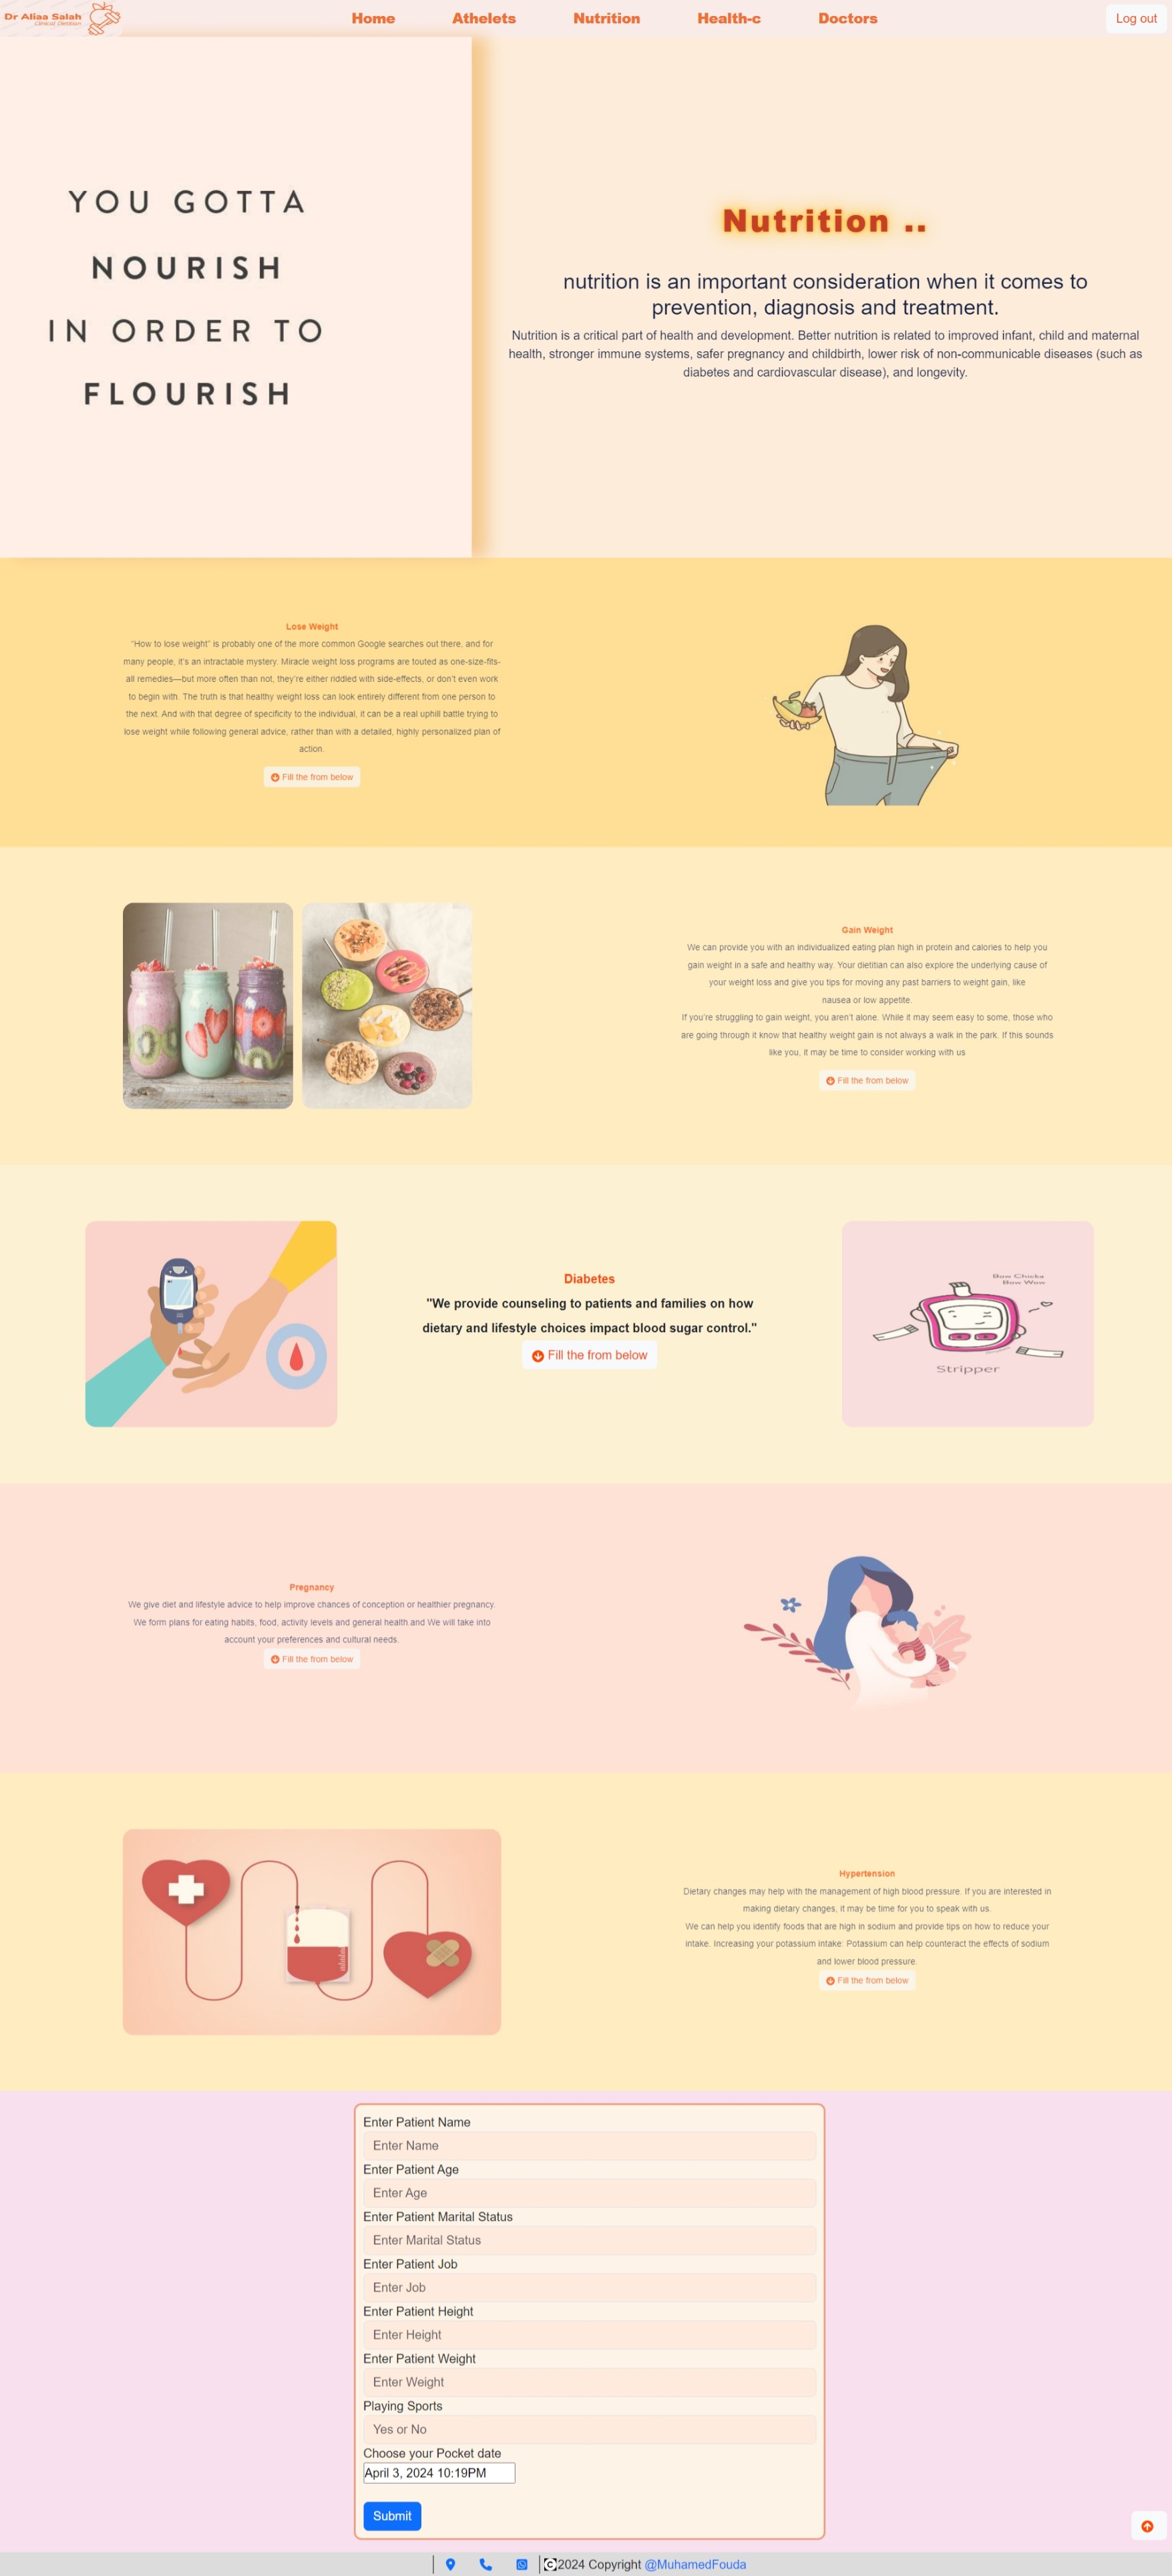 Dr Aliaa Salah
Clinical Dietitian
Home
Athelets
Nutrition
Health-c
Doctors
Log out
YOU GOTTA
NOURISH
IN ORDER TO
FLOURISH
Nutrition ..
nutrition is an important consideration when it comes to
prevention, diagnosis and treatment.
Nutrition is a critical part of health and development. Better nutrition is related to improved infant, child and maternal
health, stronger immune systems, safer pregnancy and childbirth, lower risk of non-communicable diseases (such as
diabetes and cardiovascular disease), and longevity.
Lose Weight
“How to lose weight” is probably one of the more common Google searches out there, and for
many people, it’s an intractable mystery. Miracle weight loss programs are touted as one-size-fits-
all remedies—but more often than not, they’re either riddled with side-effects, or don’t even work
to begin with. The truth is that healthy weight loss can look entirely different from one person to
the next. And with that degree of specificity to the individual, it can be a real uphill battle trying to
lose weight while following general advice, rather than with a detailed, highly personalized plan of
action.
Fill the from below
Gain Weight
We can provide you with an individualized eating plan high in protein and calories to help you
gain weight in a safe and healthy way. Your dietitian can also explore the underlying cause of
your weight loss and give you tips for moving any past barriers to weight gain, like
nausea or low appetite.
If you’re struggling to gain weight, you aren’t alone. While it may seem easy to some, those who
are going through it know that healthy weight gain is not always a walk in the park. If this sounds
like you, it may be time to consider working with us
Fill the from below
Diabetes
"We provide counseling to patients and families on how
dietary and lifestyle choices impact blood sugar control."
Fill the from below
Bow Chicka
Bow Wow
Stripper
Pregnancy
We give diet and lifestyle advice to help improve chances of conception or healthier pregnancy.
We form plans for eating habits, food, activity levels and general health.and We will take into
account your preferences and cultural needs.
Fill the from below
Hypertension
Dietary changes may help with the management of high blood pressure. If you are interested in
making dietary changes, it may be time for you to speak with us.
We can help you identify foods that are high in sodium and provide tips on how to reduce your
intake. Increasing your potassium intake: Potassium can help counteract the effects of sodium
and lower blood pressure.
Fill the from below
Enter Patient Name
Enter Name
Enter Patient Age
Enter Age
Enter Patient Marital Status
Enter Marital Status
Enter Patient Job
Enter Job
Enter Patient Height
Enter Height
Enter Patient Weight
Enter Weight
Playing Sports
Yes or No
Choose your Pocket date
April 3, 2024 10:19PM
Submit
©2024 Copyright @MuhamedFouda